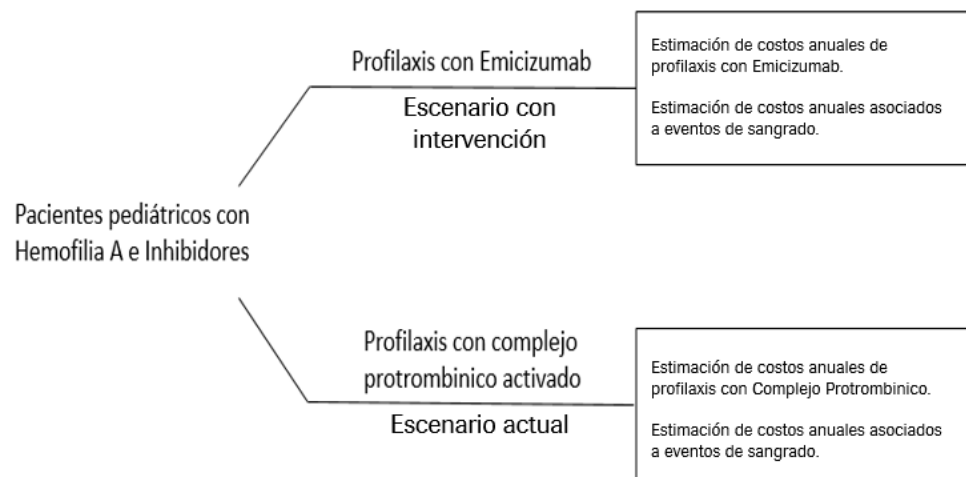 Profilaxis con Emicizumab
Escenario con
intervención
Estimación de costos anuales de
profilaxis con Emicizumab.
Estimación de costos anuales asociados
a eventos de sangrado.
Pacientes pediátricos con
Hemofilia A e Inhibidores
Profilaxis con complejo
protrombinico activado
Escenario actual
Estimación de costos anuales de
profilaxis con Complejo Protrombinico.
Estimación de costos anuales asociados
a eventos de sangrado.